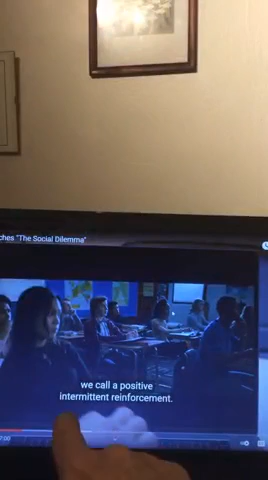 ches "The Social Dilemma"
we call a positive
intermittent reinforcement.